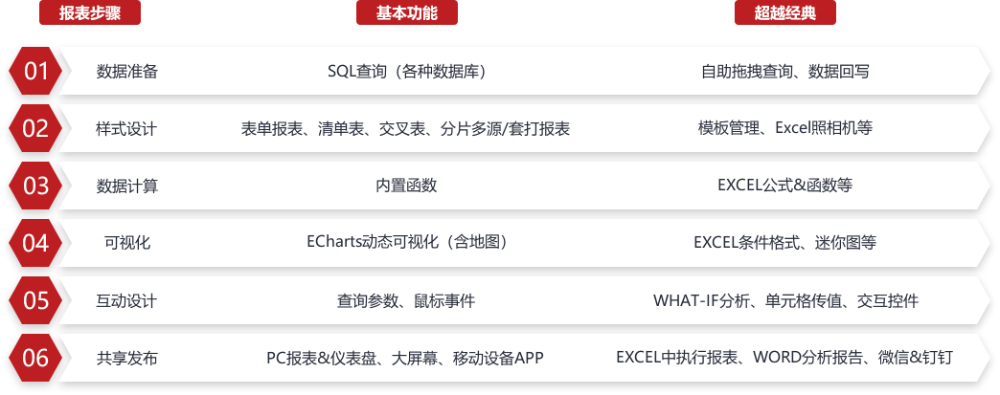 报表步骤 基本功能 超越经典
01 数据准备 SQL查询（各种数据库） 自助拖拽查询、数据回写
02 样式设计 表单报表、清单表、交叉表、分片多源/套打报表 模板管理、Excel照相机等
03 数据计算 内置函数 EXCEL公式&函数等
04 可视化 ECharts动态可视化（含地图） EXCEL条件格式、迷你图等
05 互动设计 查询参数、鼠标事件 WHAT-IF分析、单元格传值、交互控件
06 共享发布 PC报表&仪表盘、大屏幕、移动设备APP EXCEL中执行报表、WORD分析报告、微信&钉钉